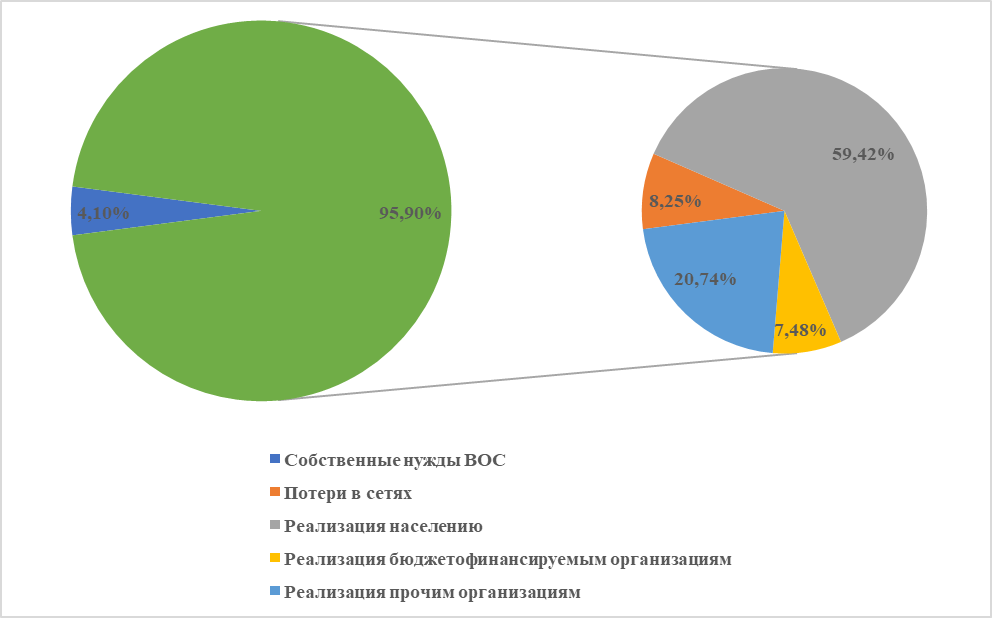 59,42%
8,25%
4,10%
95,90%
20,74%
7,48%
Собственные нужды ВОС
Потери в сетях
Реализация населению
Реализация бюджетофинансируемым организациям
Реализация прочим организациям